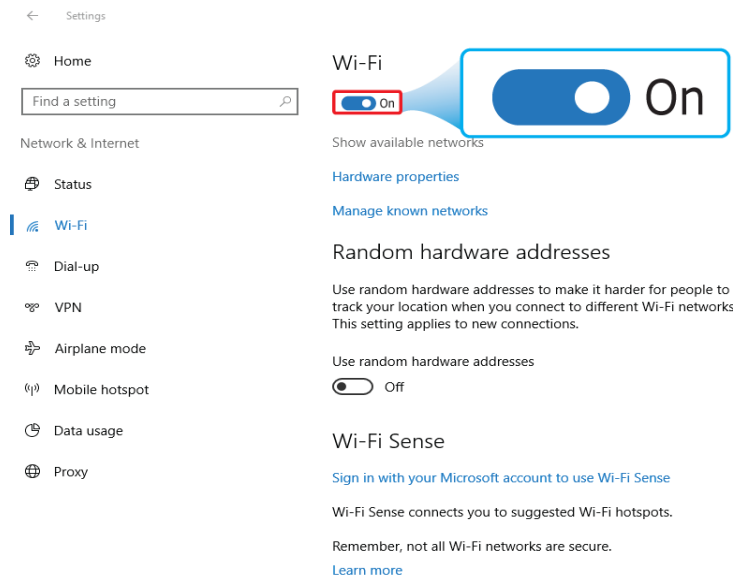 Settings
Home
Find a setting
Network & Internet
Status
Wi-Fi
Dial-up
VPN
Airplane mode
Mobile hotspot
Data usage
Proxy
Wi-Fi
On
On
Show available networks
Hardware properties
Manage known networks
Random hardware addresses
Use random hardware addresses to make it harder for people to
track your location when you connect to different Wi-Fi networks
This setting applies to new connections.
Use random hardware addresses
Off
Wi-Fi Sense
Sign in with your Microsoft account to use Wi-Fi Sense
Wi-Fi Sense connects you to suggested Wi-Fi hotspots.
Remember, not all Wi-Fi networks are secure.
Learn more